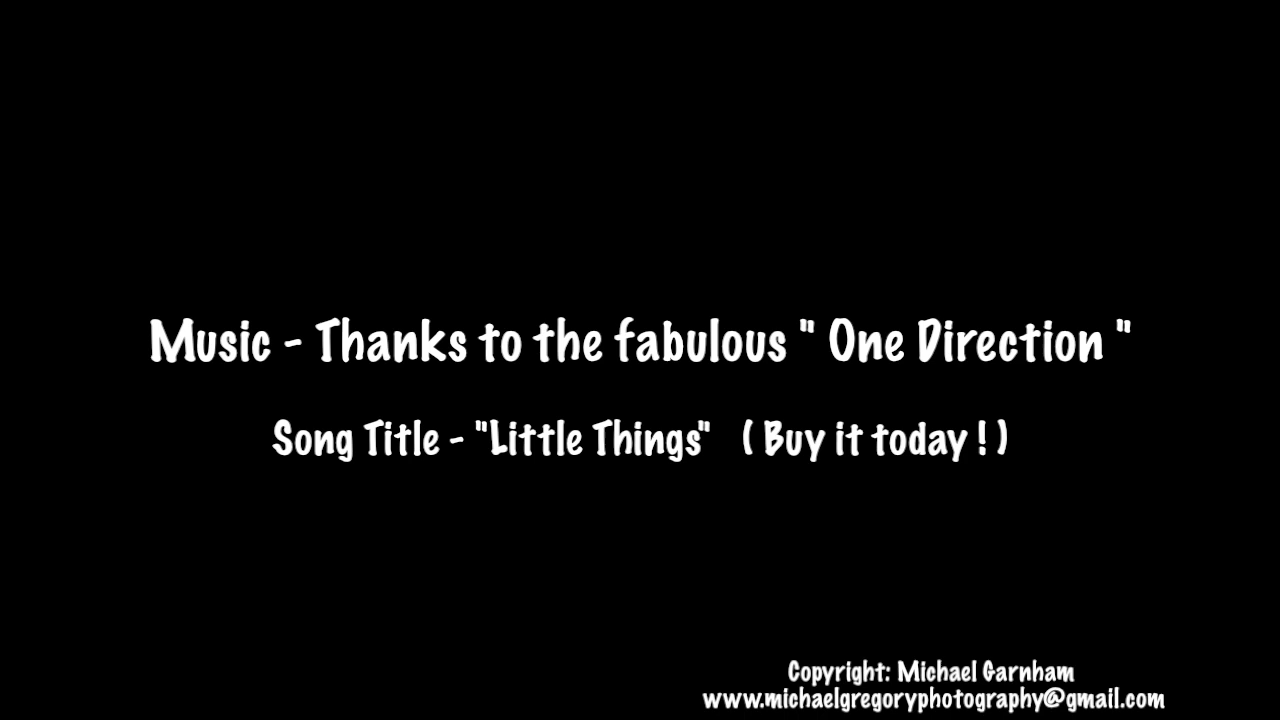 Music - Thanks to the fabulous " One Direction "
Song Title - "Little Things" ( Buy it today ! )
Copyright: Michael Garnham
www.michaelgregoryphotography@gmail.com